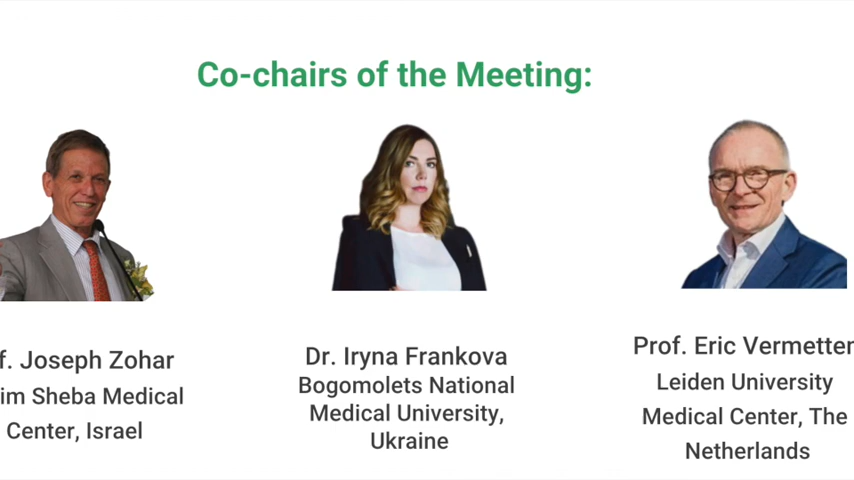 Co-chairs of the Meeting:
f. Joseph Zohar
im Sheba Medical
Center, Israel
Dr. Iryna Frankova
Bogomolets National
Medical University,
Ukraine
Prof. Eric Vermetten
Leiden University
Medical Center, The
Netherlands